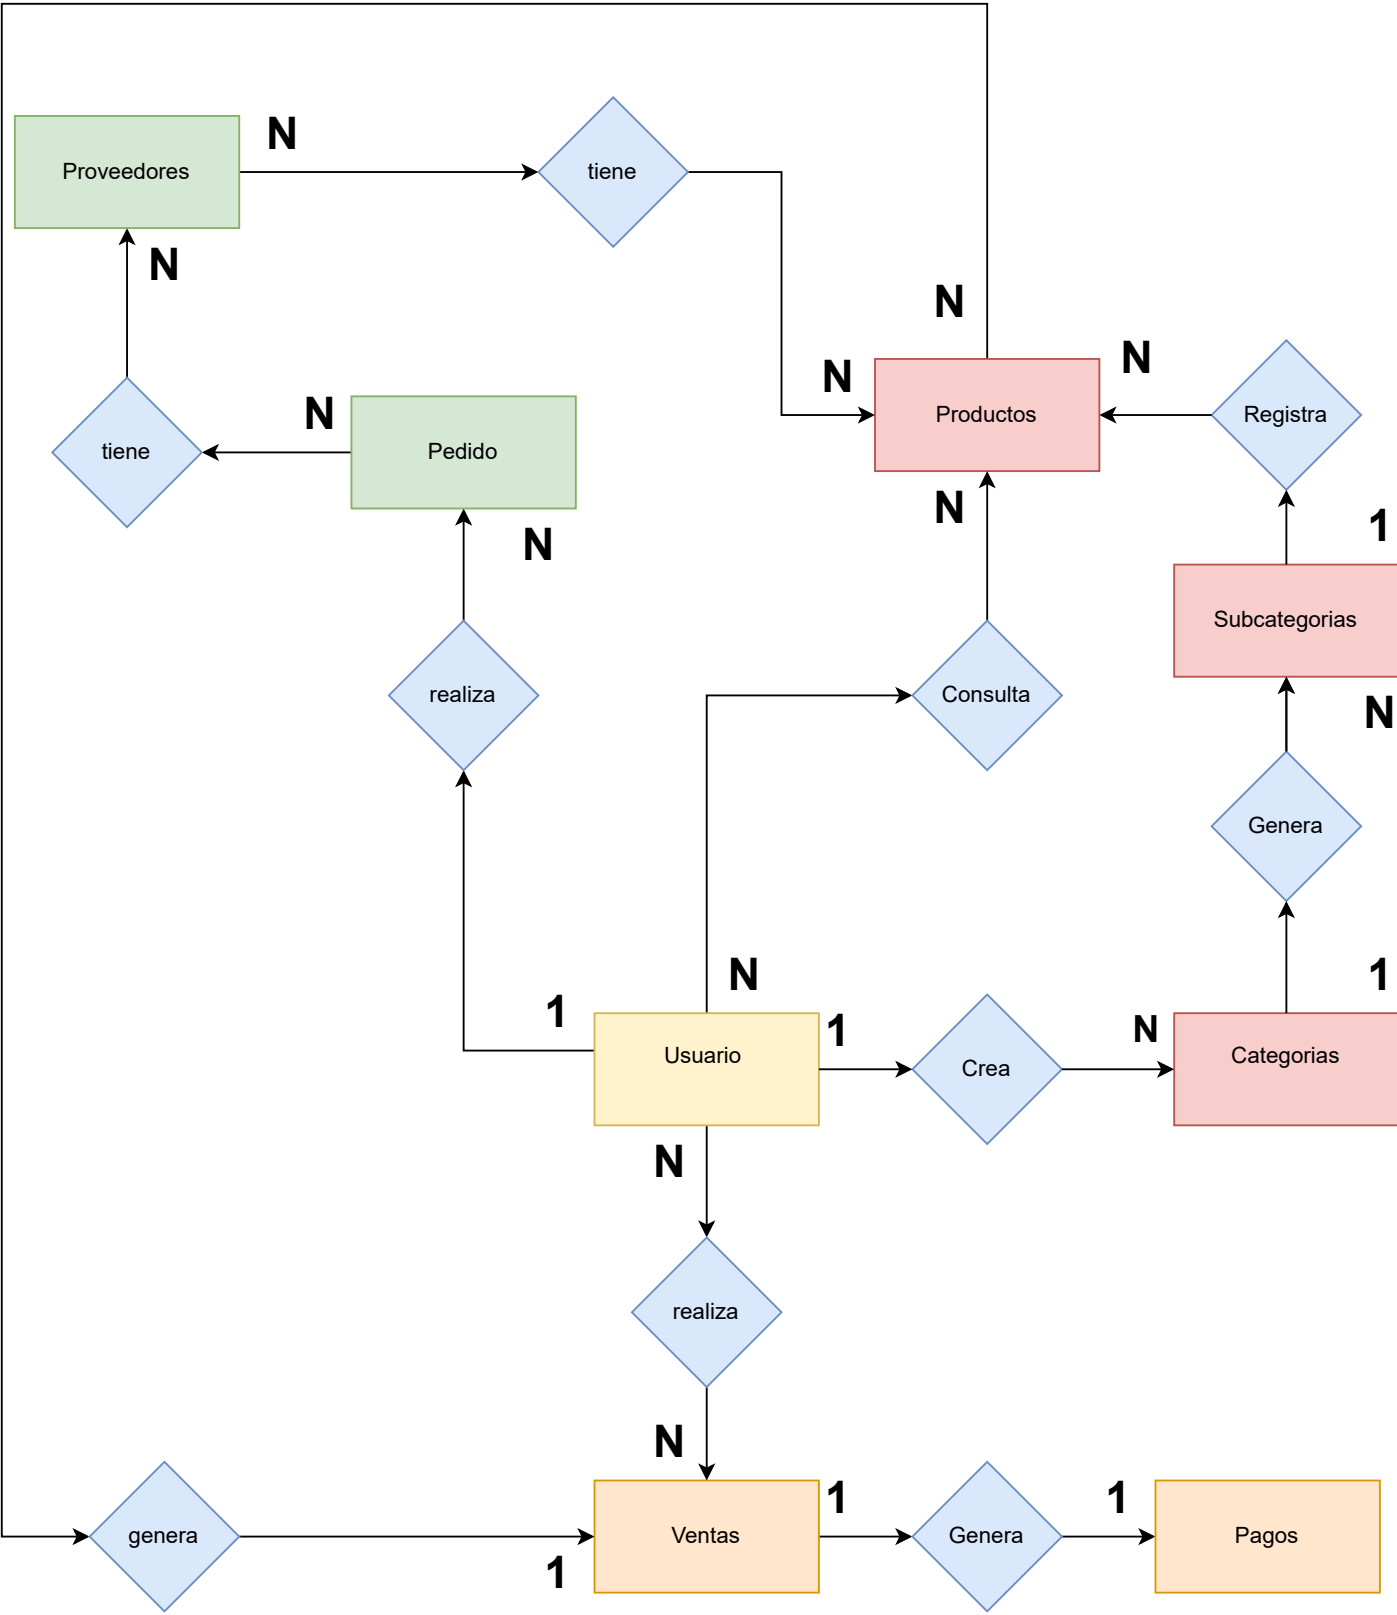 N
Proveedores
tiene
N
N
N
N
Productos
Registra
N
Pedido
tiene
N
N
1
Subcategorias
realiza
Consulta
N
Genera
N
1
1
1
N
Usuario
Crea
Categorias
N
realiza
N
1
1
genera
Ventas
Genera
Pagos
1